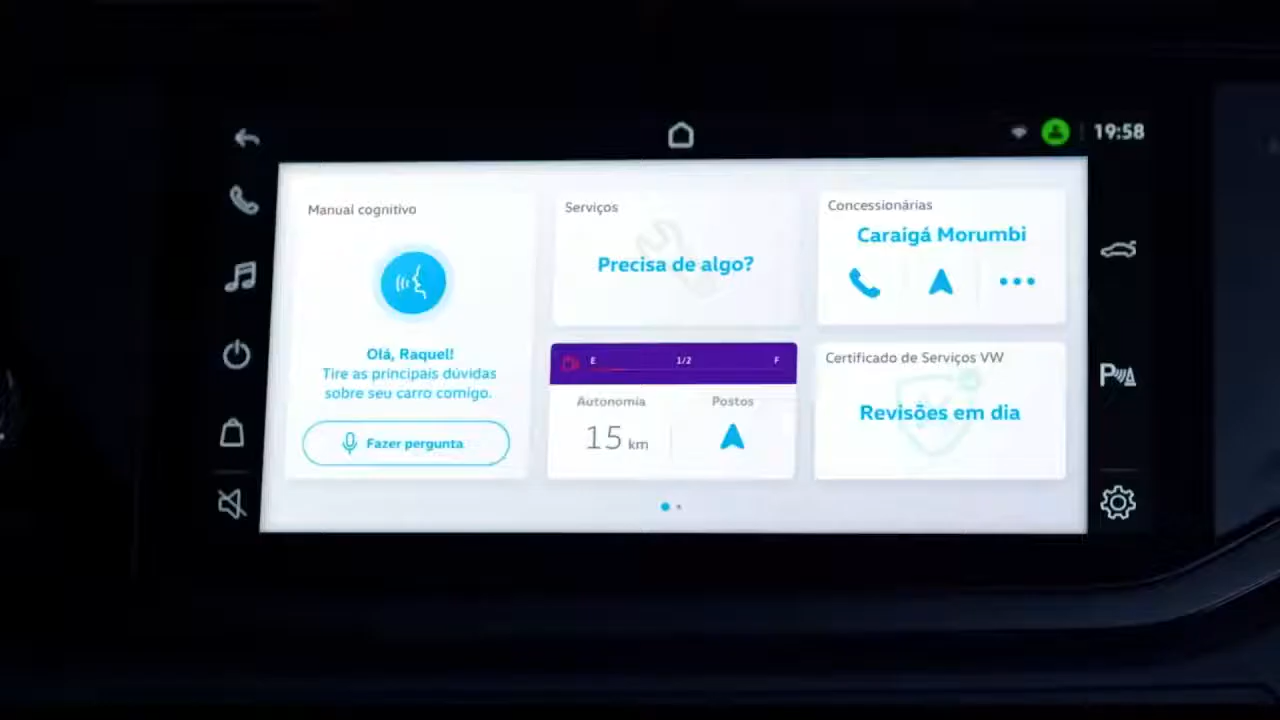 19:58
Manual cognitivo
Olá, Raquel!
Tire as principais dúvidas
sobre seu carro comigo.
Fazer pergunta
Serviços
Precisa de algo?
Concessionárias
Caraigá Morumbi
E 1/2 F
Autonomia Postos
15 km
Certificado de Serviços VW
Revisões em dia
P